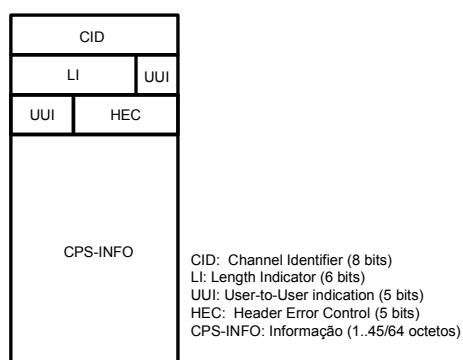 CID
LI UUI
UUI HEC
CPS-INFO
CID: Channel Identifier (8 bits)
LI: Length Indicator (6 bits)
UUI: User-to-User indication (5 bits)
HEC: Header Error Control (5 bits)
CPS-INFO: Informação (1..45/64 octetos)